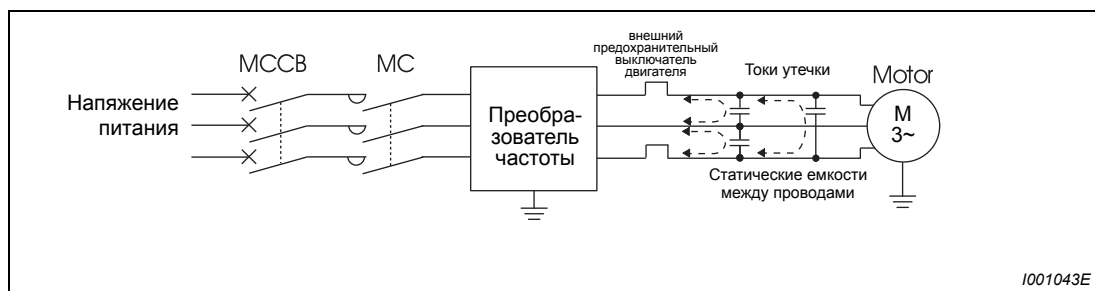 внешний
предохранительный
выключатель
двигателя
MCCB
MC
Токи утечки
Motor
Напяжение
питания
Преобра-
зователь
частоты
M
3~
Статические емкости
между проводами
I001043E